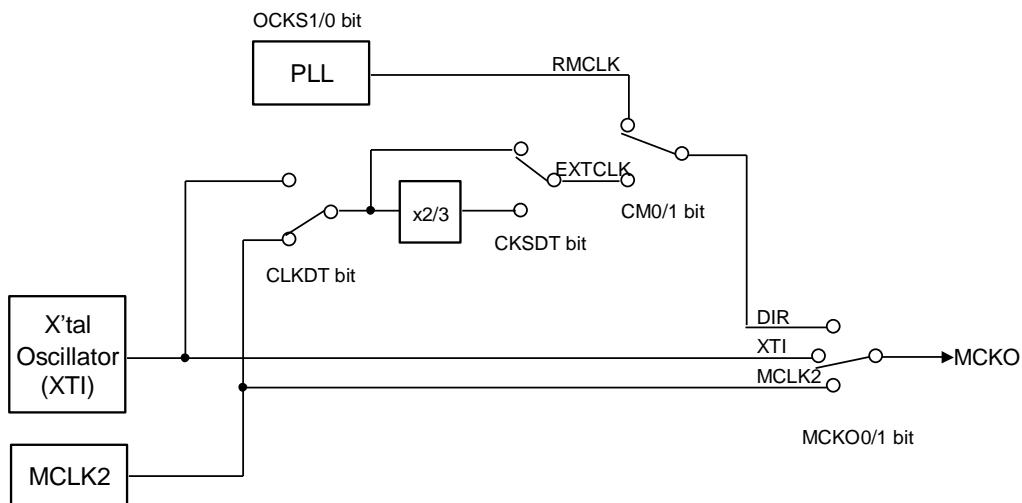 OCKS1/0 bit
PLL
RMCLK
EXTCLK
x2/3
CM0/1 bit
CKSDT bit
CLKDT bit
X'tal
Oscillator
(XTI)
DIR
XTI
MCKO
MCLK2
MCKO0/1 bit
MCLK2